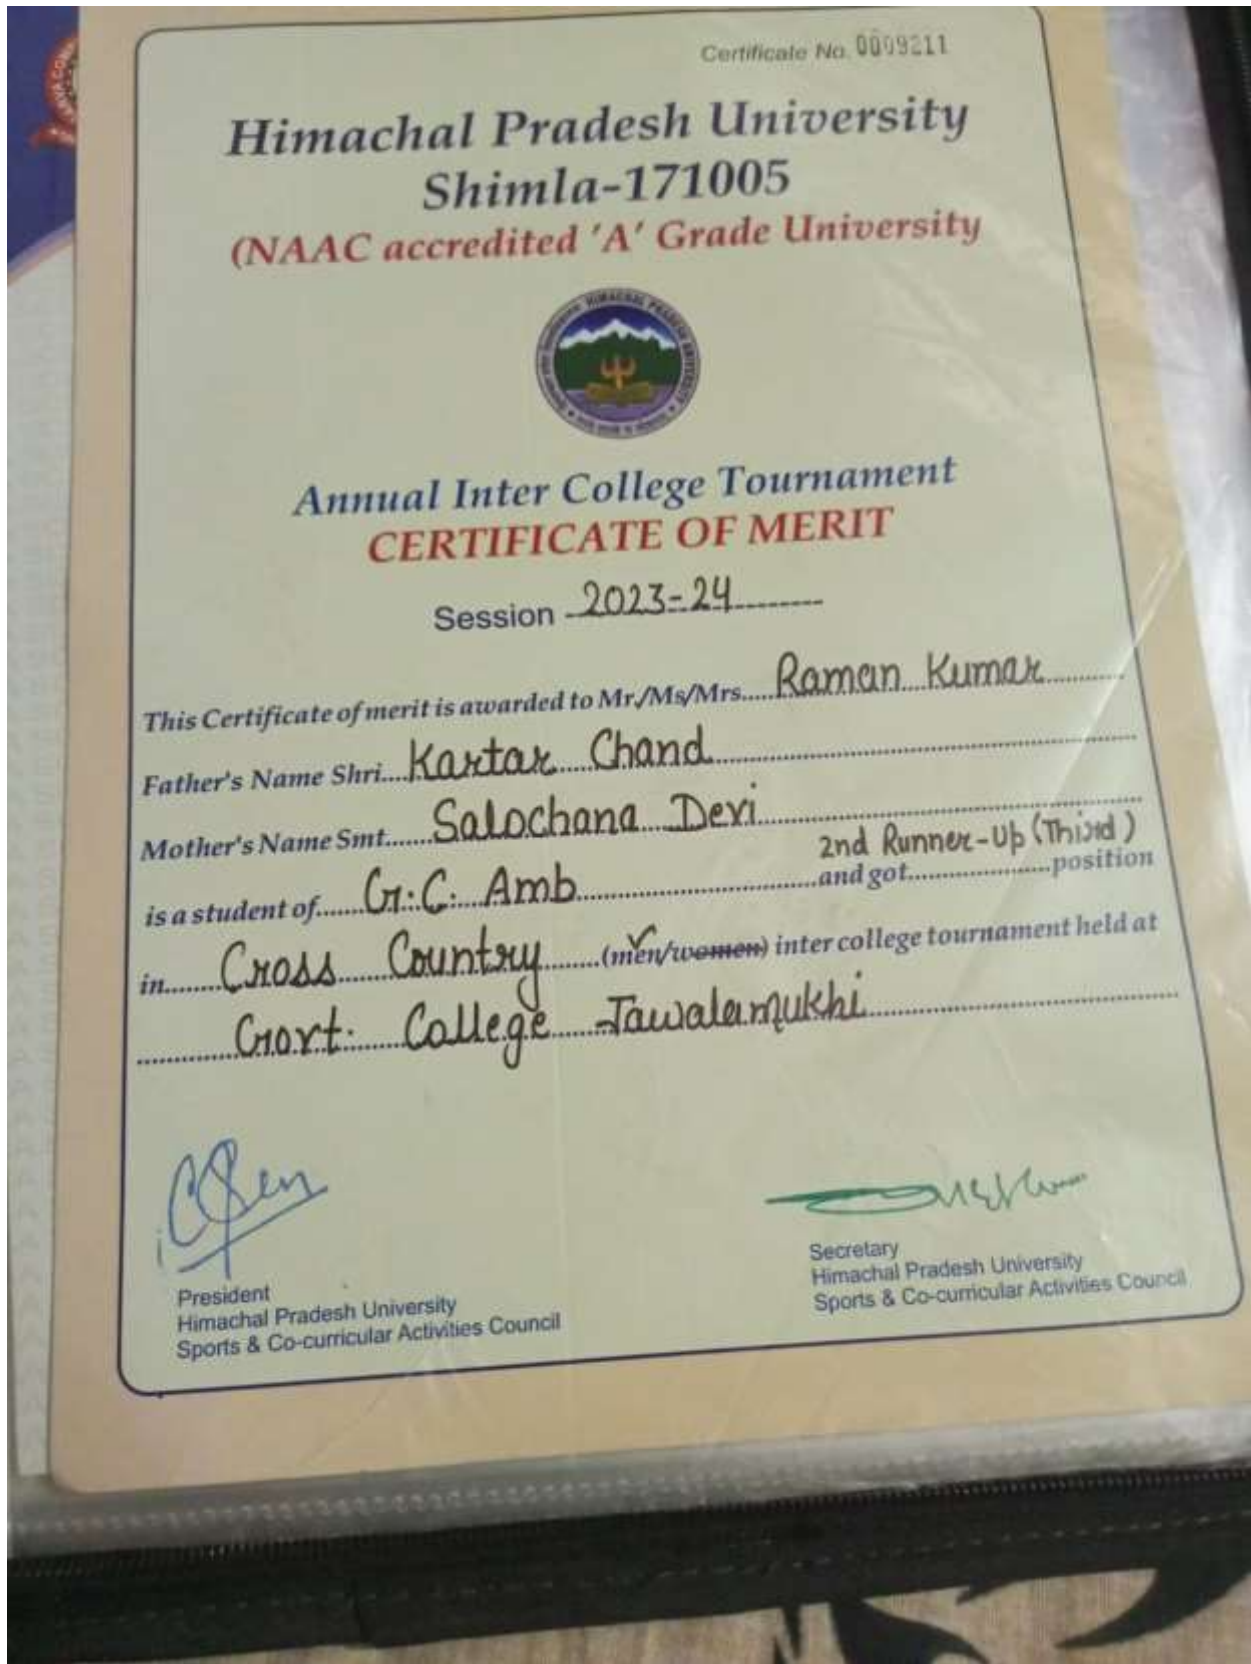 Certificate No. 0009211
Himachal Pradesh University
Shimla-171005
(NAAC accredited 'A' Grade University
HIMACHAL PRADESH UNIVERSITY
Annual Inter College Tournament
CERTIFICATE OF MERIT
Session 2023-24
This Certificate of merit is awarded to Mr./Ms/Mrs. Raman Kumar
Father's Name Shri Kartar Chand
Mother's Name Smt. Salochana Devi
is a student of G.C. Amb and got 2nd Runner-Up (Third) position
in Cross Country (men/women) inter college tournament held at
Govt. College Jawalamukhi
President
Himachal Pradesh University
Sports & Co-curricular Activities Council
Secretary
Himachal Pradesh University
Sports & Co-curricular Activities Council